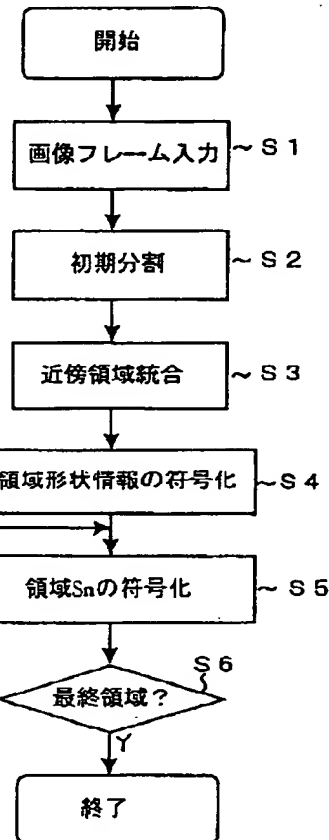 開始
画像フレーム入力 ~S1
初期分割 ~S2
近傍領域統合 ~S3
領域形状情報の符号化 ~S4
領域Snの符号化 ~S5
S6
最終領域?
Y
終了